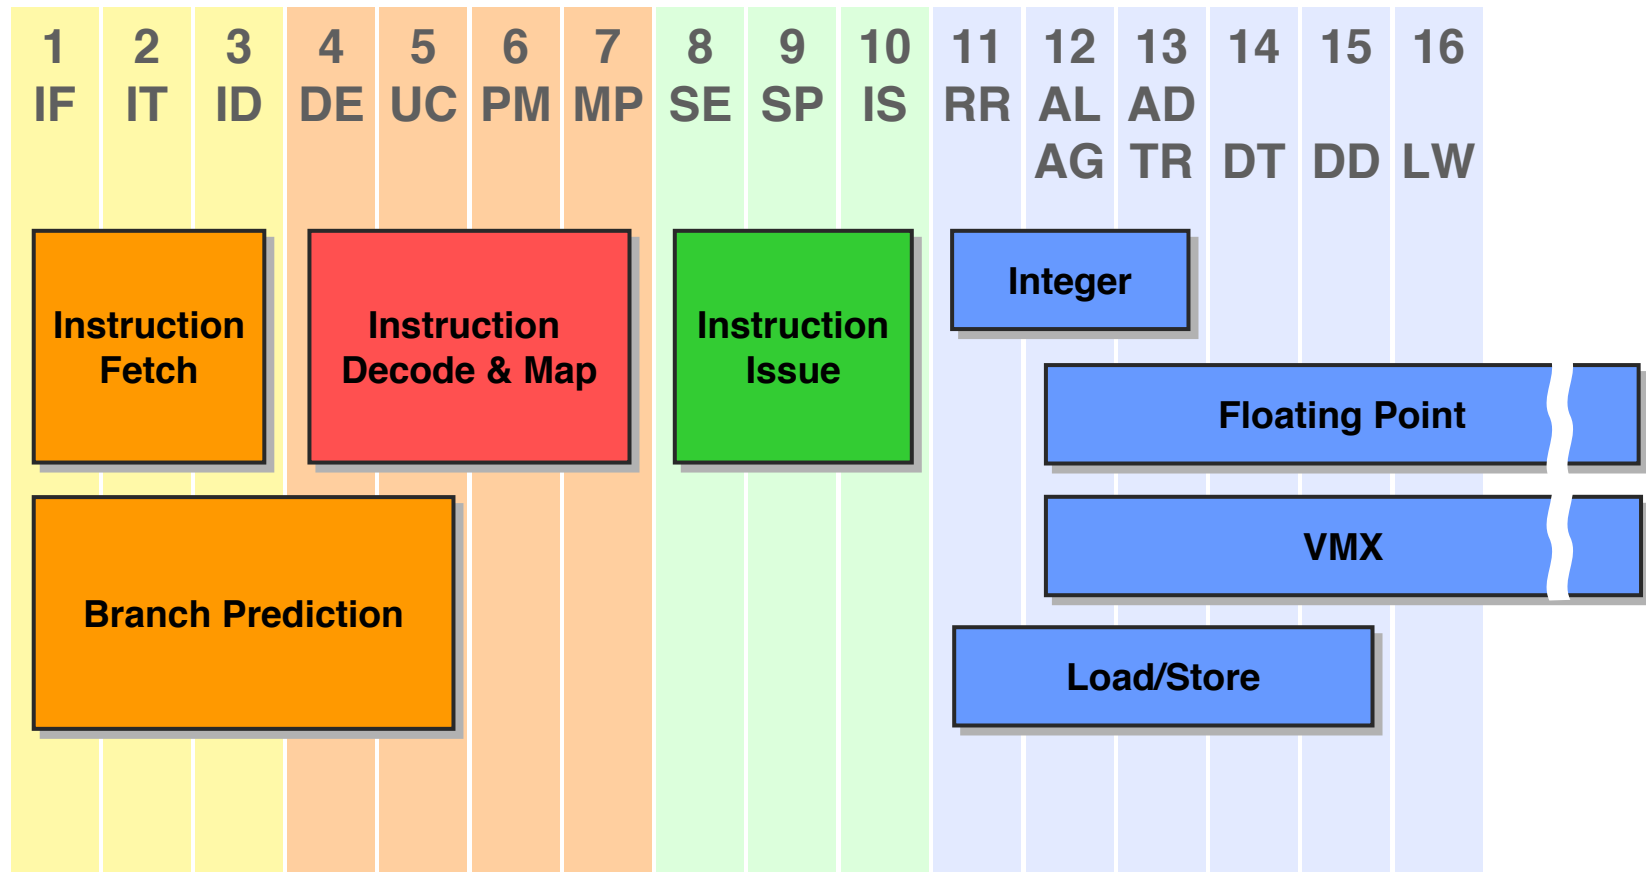 1 2 3 4 5 6 7 8 9 10 11 12 13 14 15 16
IF IT ID DE UC PM MP SE SP IS RR AL AD
AG TR DT DD LW
Instruction
Fetch
Instruction
Decode & Map
Instruction
Issue
Integer
Floating Point
Branch Prediction
VMX
Load/Store